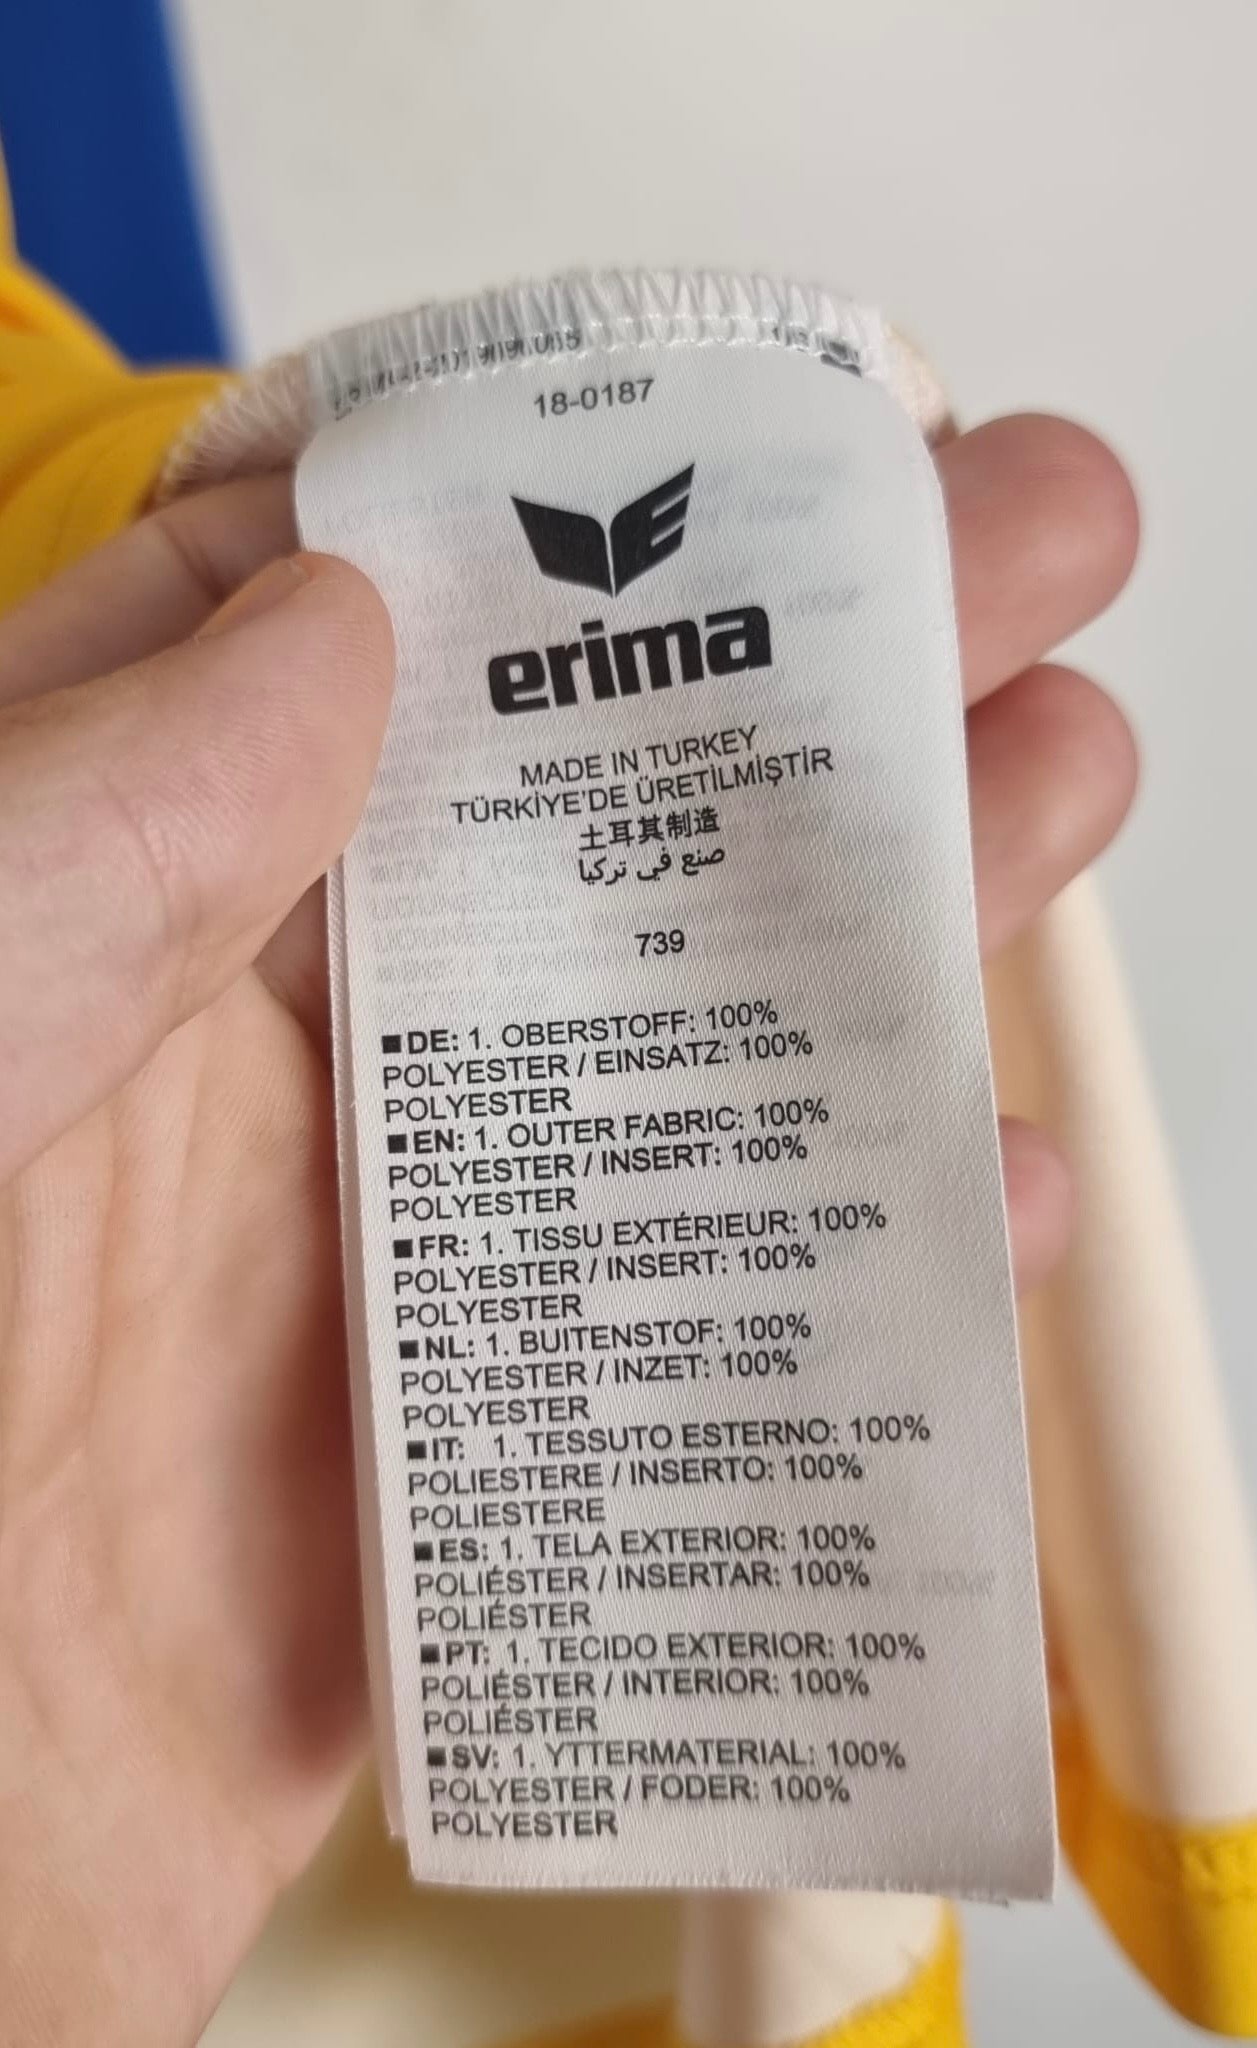 18-0187
erima
MADE IN TURKEY
TÜRKİYE'DE ÜRETİLMİŞTİR
土耳其制造
صنع في تركيا
739
■DE: 1. OBERSTOFF: 100%
POLYESTER / EINSATZ: 100%
POLYESTER
■EN: 1. OUTER FABRIC: 100%
POLYESTER / INSERT: 100%
POLYESTER
■FR: 1. TISSU EXTÉRIEUR: 100%
POLYESTER / INSERT: 100%
POLYESTER
■NL: 1. BUITENSTOF: 100%
POLYESTER / INZET: 100%
POLYESTER
■IT: 1. TESSUTO ESTERNO: 100%
POLIESTERE / INSERTO: 100%
POLIESTERE
■ES: 1. TELA EXTERIOR: 100%
POLIÉSTER / INSERTAR: 100%
POLIÉSTER
■PT: 1. TECIDO EXTERIOR: 100%
POLIÉSTER / INTERIOR: 100%
POLIÉSTER
■SV: 1. YTTERMATERIAL: 100%
POLYESTER / FODER: 100%
POLYESTER